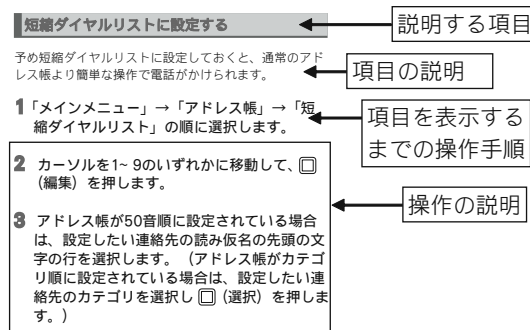 短縮ダイヤルリストに設定する
説明する項目
予め短縮ダイヤルリストに設定しておくと、通常のアド
レス帳より簡単な操作で電話がかけられます。
項目の説明
1「メインメニュー」→「アドレス帳」→「短
縮ダイヤルリスト」の順に選択します。
項目を表示する
までの操作手順
2 カーソルを1~ 9のいずれかに移動して、
(編集) を押します。
3 アドレス帳が50音順に設定されている場合
は、設定したい連絡先の読み仮名の先頭の文
字の行を選択します。 (アドレス帳がカテゴ
リ順に設定されている場合は、設定したい連
絡先のカテゴリを選択し (選択) を押しま
す。)
操作の説明